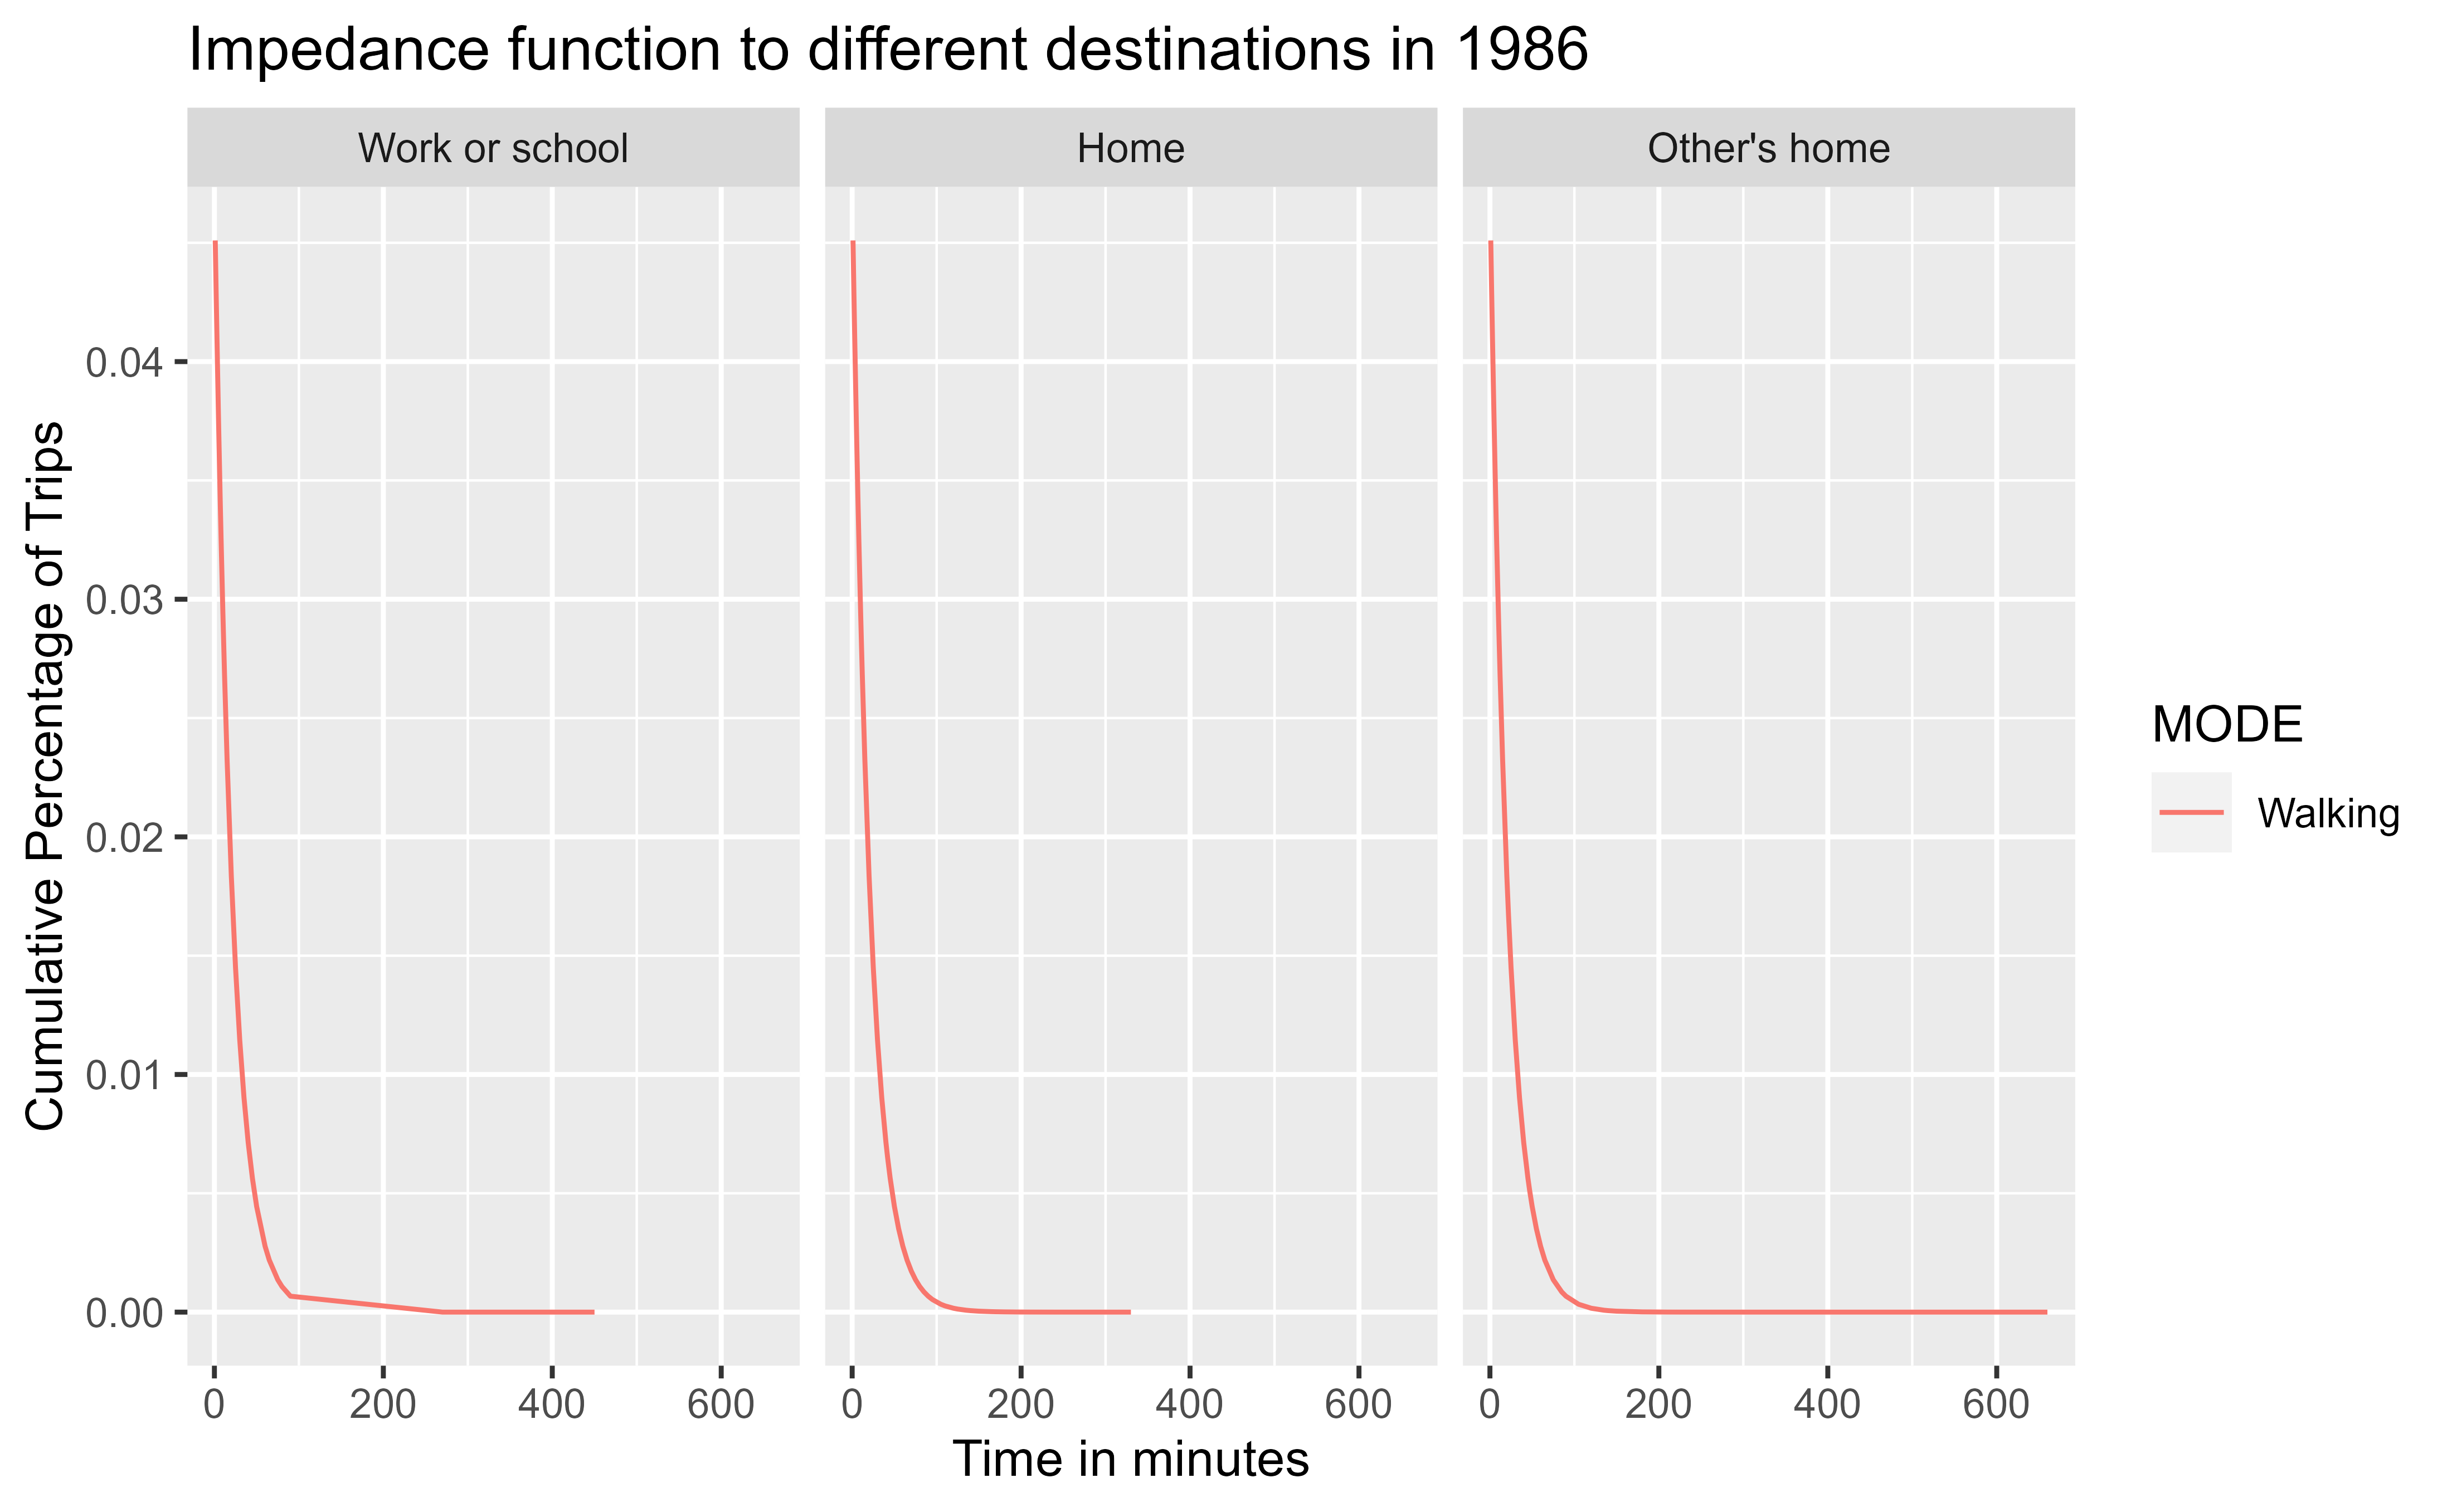 Impedance function to different destinations in 1986
Work or school
Home
Other's home
Cumulative Percentage of Trips
0.04
0.03
0.02
0.01
0.00
0 200 400 600
0 200 400 600
0 200 400 600
Time in minutes
MODE
Walking